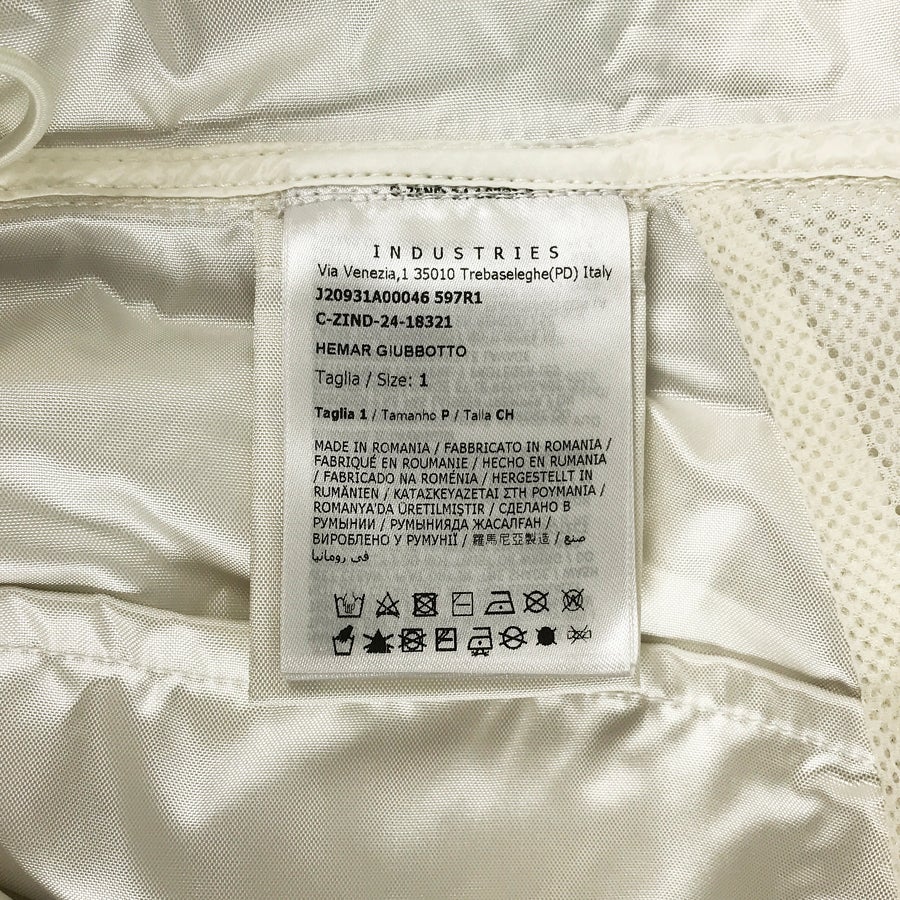 INDUSTRIES
Via Venezia,1 35010 Trebaseleghe(PD) Italy
J20931A00046 597R1
C-ZIND-24-18321
HEMAR GIUBBOTTO
Taglia / Size: 1
Taglia 1 / Tamanho P / Talla CH
MADE IN ROMANIA / FABBRICATO IN ROMANIA /
FABRIQUÉ EN ROUMANIE / HECHO EN RUMANIA
/ FABRICADO NA ROMÉNIA / HERGESTELLT IN
RUMÄNIEN / ΚΑΤΑΣΚΕΥΑΖΕΤΑΙ ΣΤΗ ΡΟΥΜΑΝΙΑ /
ROMANYA'DA ÜRETILMIŞTIR / СДЕЛАНО В
РУМЫНИИ / РУМЫНИЯДА ЖАСАЛҒАН /
ВИРОБЛЕНО У РУМУНІЇ / 羅馬尼亞製造 / صنع
في رومانيا